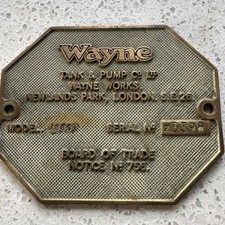 Wayne
TANK & PUMP Co LTD
WAYNE WORKS
NEWLANDS PARK, LONDON. S.E.26.
MODEL.
SERIAL No
BOARD OF TRADE
NOTICE No 798.